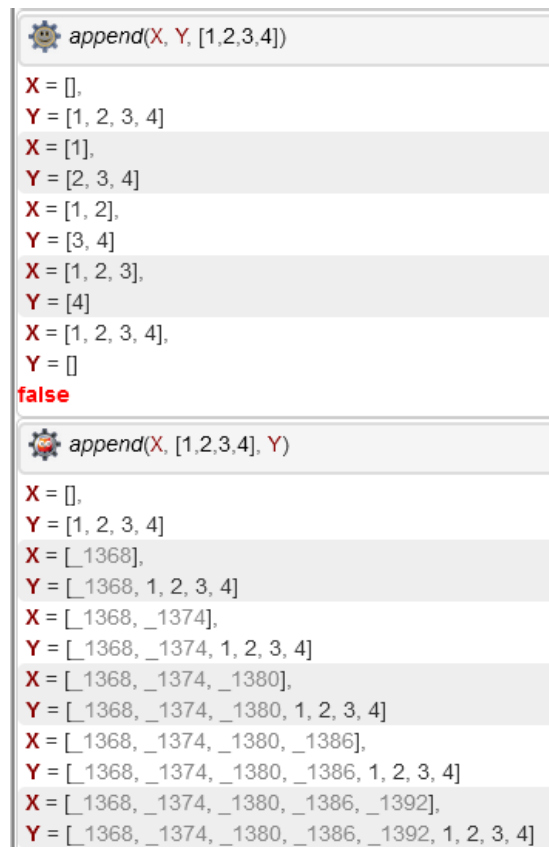 append(X, Y, [1,2,3,4])
X = [],
Y = [1, 2, 3, 4]
X = [1],
Y = [2, 3, 4]
X = [1, 2],
Y = [3, 4]
X = [1, 2, 3],
Y = [4]
X = [1, 2, 3, 4],
Y = []
false
append(X, [1,2,3,4], Y)
X = [],
Y = [1, 2, 3, 4]
X = [_1368],
Y = [_1368, 1, 2, 3, 4]
X = [_1368, _1374],
Y = [_1368, _1374, 1, 2, 3, 4]
X = [_1368, _1374, _1380],
Y = [_1368, _1374, _1380, 1, 2, 3, 4]
X = [_1368, _1374, _1380, _1386],
Y = [_1368, _1374, _1380, _1386, 1, 2, 3, 4]
X = [_1368, _1374, _1380, _1386, _1392],
Y = [_1368, _1374, _1380, _1386, _1392, 1, 2, 3, 4]